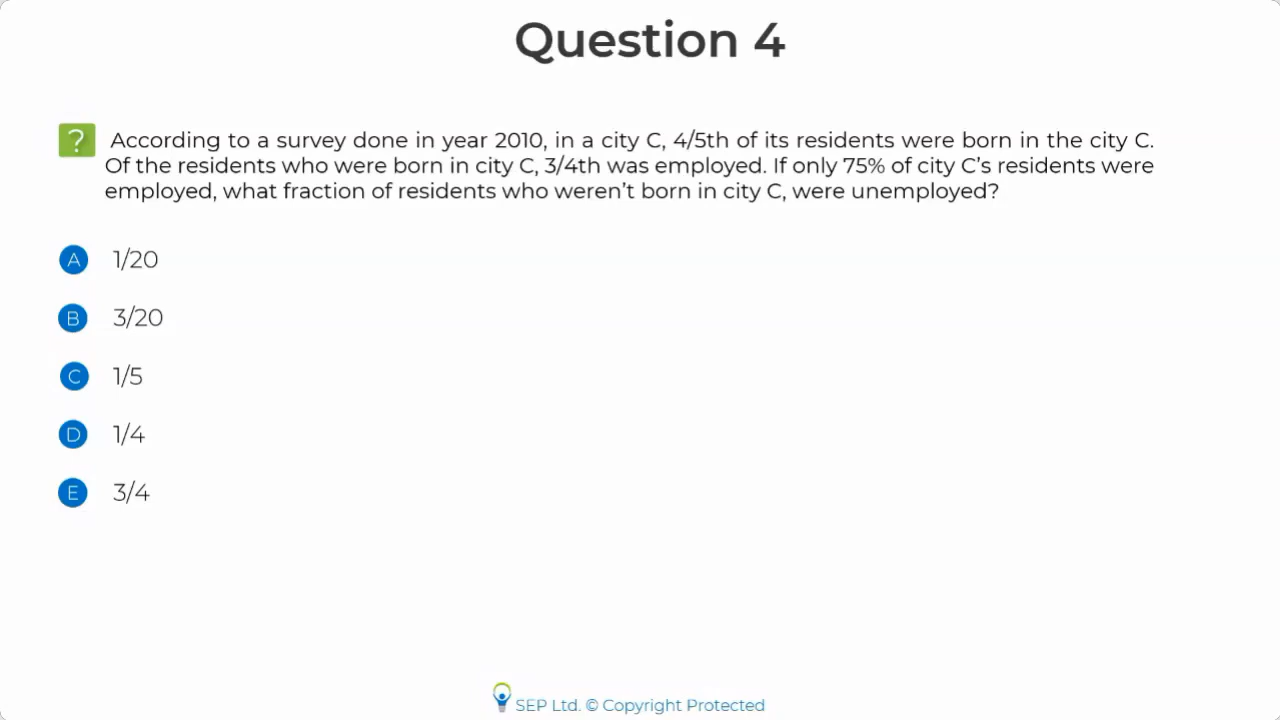 Question 4
? According to a survey done in year 2010, in a city C, 4/5th of its residents were born in the city C.
Of the residents who were born in city C, 3/4th was employed. If only 75% of city C’s residents were
employed, what fraction of residents who weren’t born in city C, were unemployed?
A 1/20
B 3/20
C 1/5
D 1/4
E 3/4
SEP Ltd. © Copyright Protected